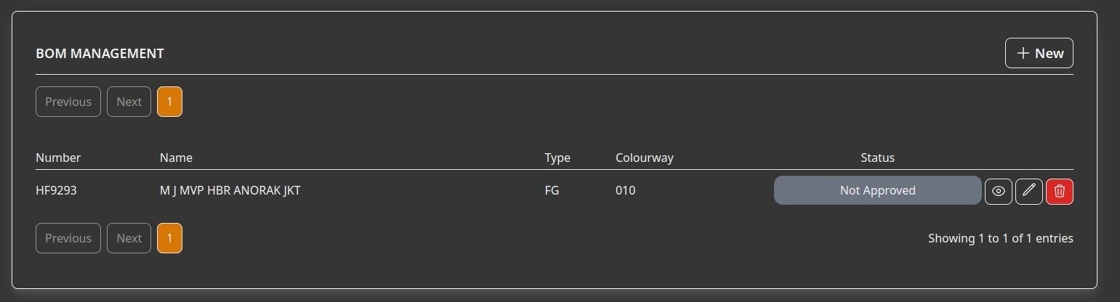 BOM MANAGEMENT
+ New
Previous Next 1
Number Name Type Colourway Status
HF9293 M J MVP HBR ANORAK JKT FG 010 Not Approved
Previous Next 1 Showing 1 to 1 of 1 entries